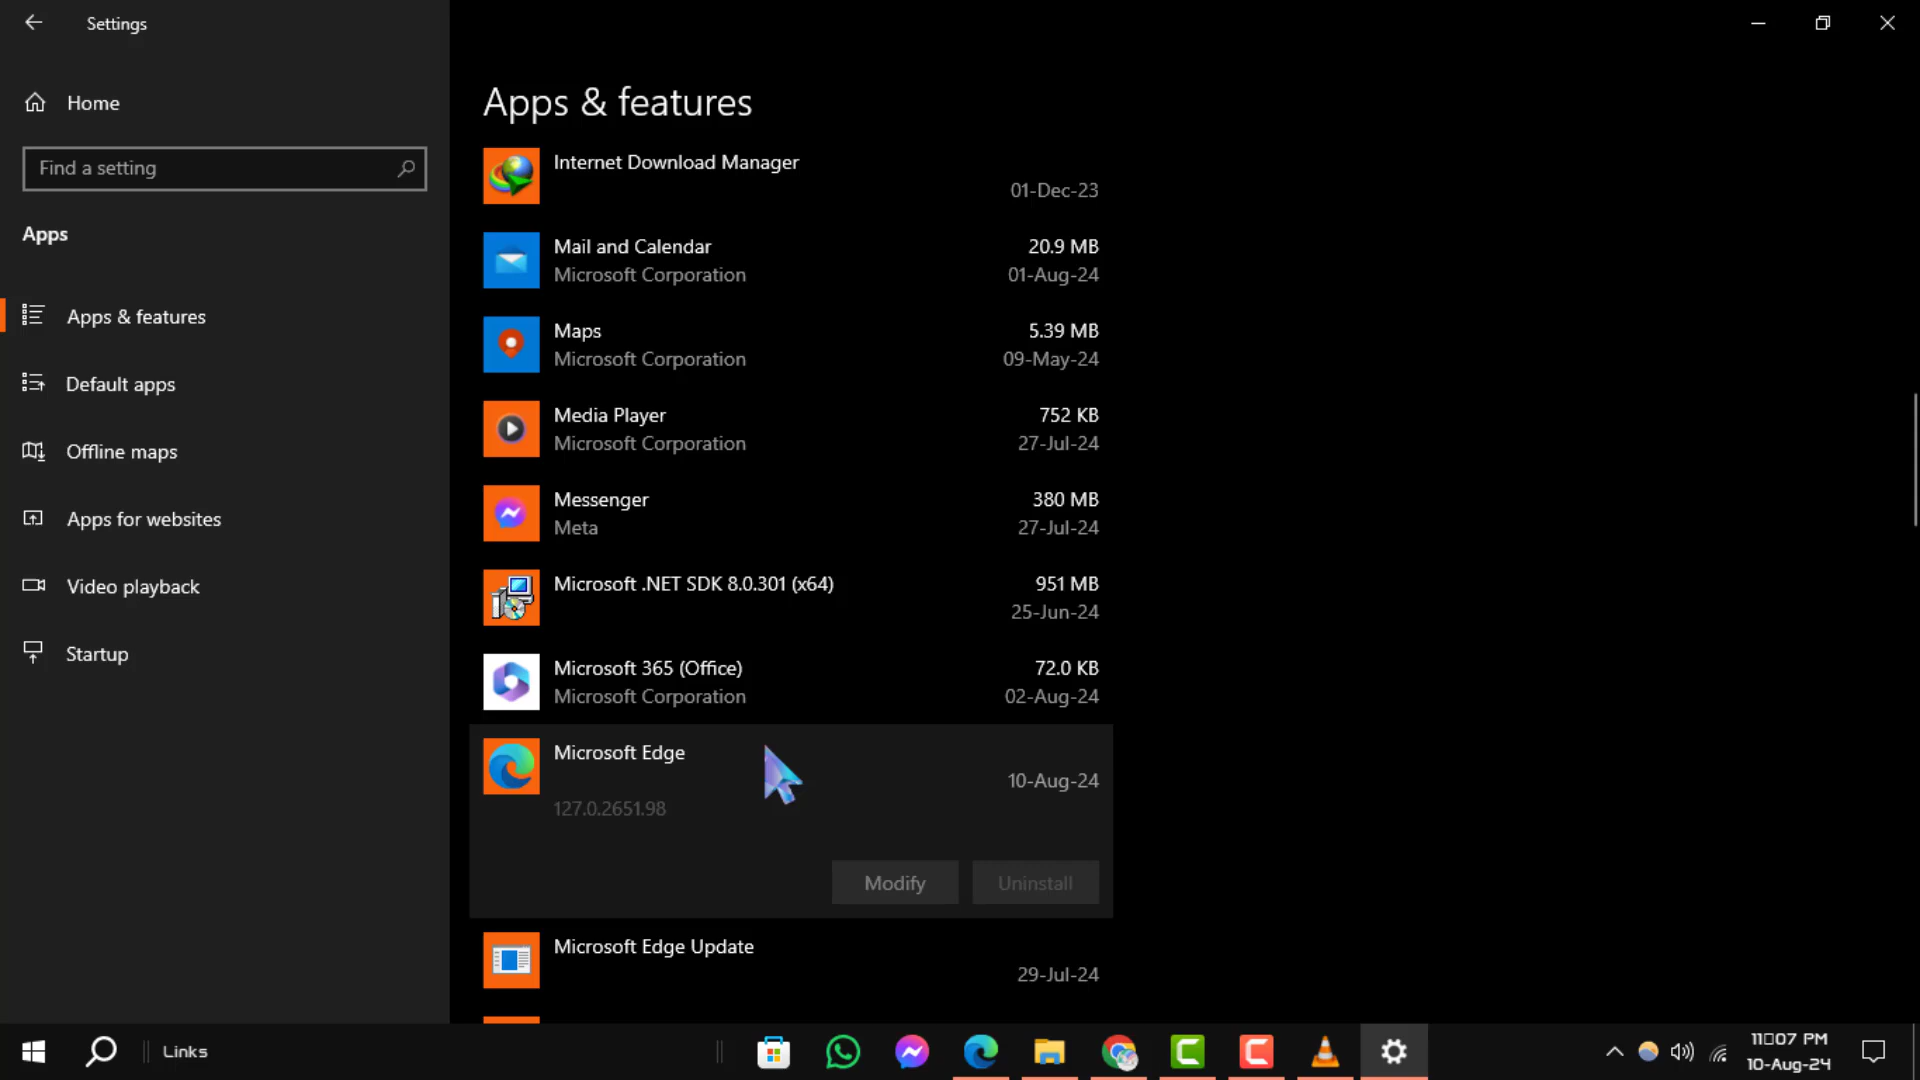 Settings
Home
Find a setting
Apps
Apps & features
Default apps
Offline maps
Apps for websites
Video playback
Startup
Apps & features
Internet Download Manager
01-Dec-23
Mail and Calendar 20.9 MB
Microsoft Corporation 01-Aug-24
Maps 5.39 MB
Microsoft Corporation 09-May-24
Media Player 752 KB
Microsoft Corporation 27-Jul-24
Messenger 380 MB
Meta 27-Jul-24
Microsoft .NET SDK 8.0.301 (x64) 951 MB
25-Jun-24
Microsoft 365 (Office) 72.0 KB
Microsoft Corporation 02-Aug-24
Microsoft Edge
10-Aug-24
127.0.2651.98
Modify Uninstall
Microsoft Edge Update
29-Jul-24
Links
11□07 PM
10-Aug-24